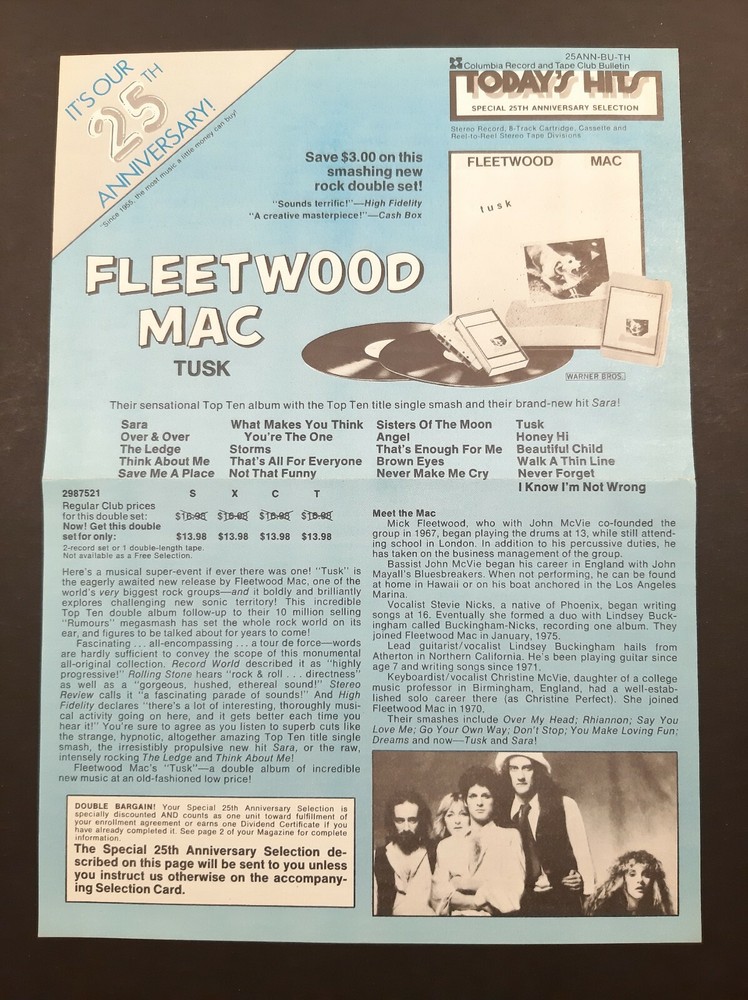 IT'S OUR
25TH
ANNIVERSARY!
"Since 1955, the most music a little money can buy"
25ANN-BU-TH
Columbia Record and Tape Club Bulletin
TODAY'S HITS
SPECIAL 25TH ANNIVERSARY SELECTION
Stereo Record, 8-Track Cartridge, Cassette and
Reel-to-Reel Stereo Tape Divisions
Save $3.00 on this
smashing new
rock double set!
"Sounds terrific!"—High Fidelity
"A creative masterpiece!"—Cash Box
FLEETWOOD MAC
tusk
FLEETWOOD
MAC
TUSK
WARNER BROS.
Their sensational Top Ten album with the Top Ten title single smash and their brand-new hit Sara!
Sara
Over & Over
The Ledge
Think About Me
Save Me A Place
What Makes You Think
You're The One
Storms
That's All For Everyone
Not That Funny
Sisters Of The Moon
Angel
That's Enough For Me
Brown Eyes
Never Make Me Cry
Tusk
Honey Hi
Beautiful Child
Walk A Thin Line
Never Forget
I Know I'm Not Wrong
2987521 S X C T
Regular Club prices
for this double set: $16.98 $16.98 $16.98 $16.98
Now! Get this double
set for only: $13.98 $13.98 $13.98 $13.98
2-record set or 1 double-length tape.
Not available as a Free Selection.
Here's a musical super-event if ever there was one! "Tusk" is
the eagerly awaited new release by Fleetwood Mac, one of the
world's very biggest rock groups—and it boldly and brilliantly
explores challenging new sonic territory! This incredible
Top Ten double album follow-up to their 10 million selling
"Rumours" megasmash has set the whole rock world on its
ear, and figures to be talked about for years to come!
Fascinating . . . all-encompassing . . . a tour de force—words
are hardly sufficient to convey the scope of this monumental
all-original collection. Record World described it as "highly
progressive!" Rolling Stone hears "rock & roll . . . directness"
as well as a "gorgeous, hushed, ethereal sound!" Stereo
Review calls it "a fascinating parade of sounds!" And High
Fidelity declares "there's a lot of interesting, thoroughly musi-
cal activity going on here, and it gets better each time you
hear it!" You're sure to agree as you listen to superb cuts like
the strange, hypnotic, altogether amazing Top Ten title single
smash, the irresistibly propulsive new hit Sara, or the raw,
intensely rocking The Ledge and Think About Me!
Fleetwood Mac's "Tusk"—a double album of incredible
new music at an old-fashioned low price!
DOUBLE BARGAIN! Your Special 25th Anniversary Selection is
specially discounted AND counts as one unit toward fulfillment of
your enrollment agreement or earns one Dividend Certificate if you
have already completed it. See page 2 of your Magazine for complete
information.
The Special 25th Anniversary Selection de-
scribed on this page will be sent to you unless
you instruct us otherwise on the accompany-
ing Selection Card.
Meet the Mac
Mick Fleetwood, who with John McVie co-founded the
group in 1967, began playing the drums at 13, while still attend-
ing school in London. In addition to his percussive duties, he
has taken on the business management of the group.
Bassist John McVie began his career in England with John
Mayall's Bluesbreakers. When not performing, he can be found
at home in Hawaii or on his boat anchored in the Los Angeles
Marina.
Vocalist Stevie Nicks, a native of Phoenix, began writing
songs at 16. Eventually she formed a duo with Lindsey Buck-
ingham called Buckingham-Nicks, recording one album. They
joined Fleetwood Mac in January, 1975.
Lead guitarist/vocalist Lindsey Buckingham hails from
Atherton in Northern California. He's been playing guitar since
age 7 and writing songs since 1971.
Keyboardist/vocalist Christine McVie, daughter of a college
music professor in Birmingham, England, had a well-estab-
lished solo career there (as Christine Perfect). She joined
Fleetwood Mac in 1970.
Their smashes include Over My Head; Rhiannon; Say You
Love Me; Go Your Own Way; Don't Stop; You Make Loving Fun;
Dreams and now—Tusk and Sara!